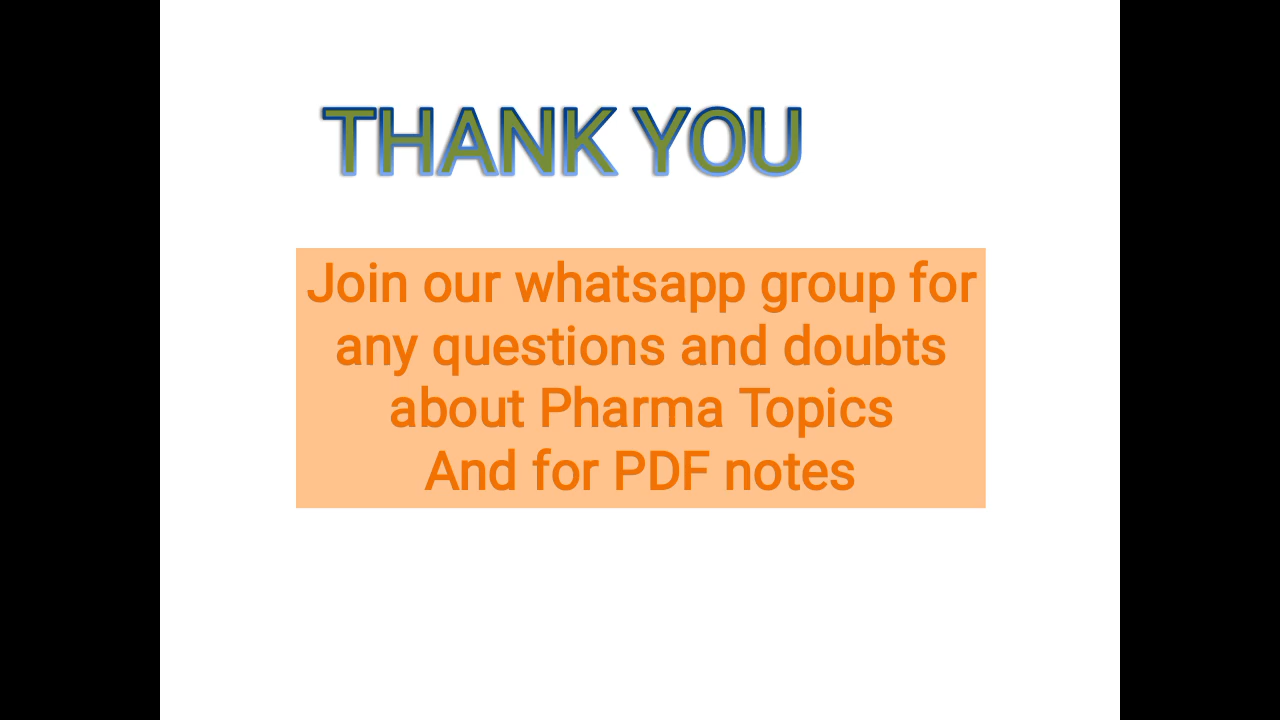 THANK YOU
Join our whatsapp group for
any questions and doubts
about Pharma Topics
And for PDF notes